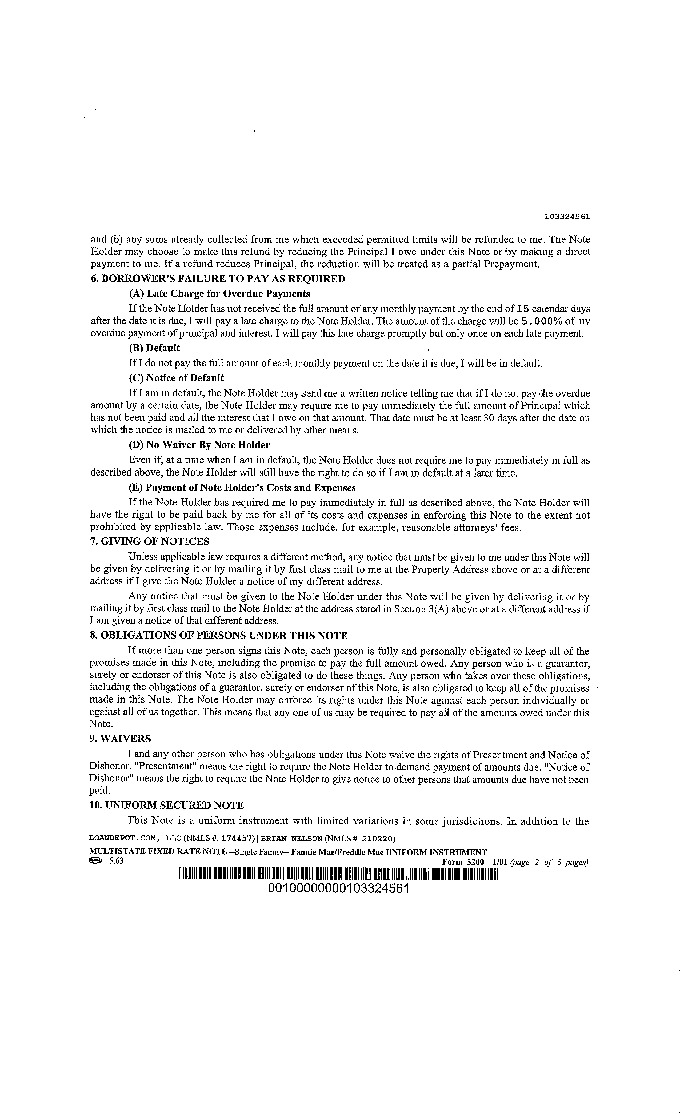 103324561
and (b) any sums already collected from me which exceeded permitted limits will be refunded to me. The Note
Holder may choose to make this refund by reducing the Principal I owe under this Note or by making a direct
payment to me. If a refund reduces Principal, the reduction will be treated as a partial Prepayment.
6. BORROWER'S FAILURE TO PAY AS REQUIRED
(A) Late Charge for Overdue Payments
If the Note Holder has not received the full amount of any monthly payment by the end of 15 calendar days
after the date it is due, I will pay a late charge to the Note Holder. The amount of the charge will be 5.000% of my
overdue payment of principal and interest. I will pay this late charge promptly but only once on each late payment.
(B) Default
If I do not pay the full amount of each monthly payment on the date it is due, I will be in default.
(C) Notice of Default
If I am in default, the Note Holder may send me a written notice telling me that if I do not pay the overdue
amount by a certain date, the Note Holder may require me to pay immediately the full amount of Principal which
has not been paid and all the interest that I owe on that amount. That date must be at least 30 days after the date on
which the notice is mailed to me or delivered by other means.
(D) No Waiver By Note Holder
Even if, at a time when I am in default, the Note Holder does not require me to pay immediately in full as
described above, the Note Holder will still have the right to do so if I am in default at a later time.
(E) Payment of Note Holder's Costs and Expenses
If the Note Holder has required me to pay immediately in full as described above, the Note Holder will
have the right to be paid back by me for all of its costs and expenses in enforcing this Note to the extent not
prohibited by applicable law. Those expenses include, for example, reasonable attorneys' fees.
7. GIVING OF NOTICES
Unless applicable law requires a different method, any notice that must be given to me under this Note will
be given by delivering it or by mailing it by first class mail to me at the Property Address above or at a different
address if I give the Note Holder a notice of my different address.
Any notice that must be given to the Note Holder under this Note will be given by delivering it or by
mailing it by first class mail to the Note Holder at the address stated in Section 3(A) above or at a different address if
I am given a notice of that different address.
8. OBLIGATIONS OF PERSONS UNDER THIS NOTE
If more than one person signs this Note, each person is fully and personally obligated to keep all of the
promises made in this Note, including the promise to pay the full amount owed. Any person who is a guarantor,
surety or endorser of this Note is also obligated to do these things. Any person who takes over these obligations,
including the obligations of a guarantor, surety or endorser of this Note, is also obligated to keep all of the promises
made in this Note. The Note Holder may enforce its rights under this Note against each person individually or
against all of us together. This means that any one of us may be required to pay all of the amounts owed under this
Note.
9. WAIVERS
I and any other person who has obligations under this Note waive the rights of Presentment and Notice of
Dishonor. "Presentment" means the right to require the Note Holder to demand payment of amounts due. "Notice of
Dishonor" means the right to require the Note Holder to give notice to other persons that amounts due have not been
paid.
10. UNIFORM SECURED NOTE
This Note is a uniform instrument with limited variations in some jurisdictions. In addition to the
LOANDEPOT.COM, LLC (NMLS #: 174457) | BRIAN NELSON (NMLS #: 210220)
MULTISTATE FIXED RATE NOTE--Single Family-- Fannie Mae/Freddie Mac UNIFORM INSTRUMENT
5.63 Form 3200 1/01 (page 2 of 3 pages)
00100000000103324561